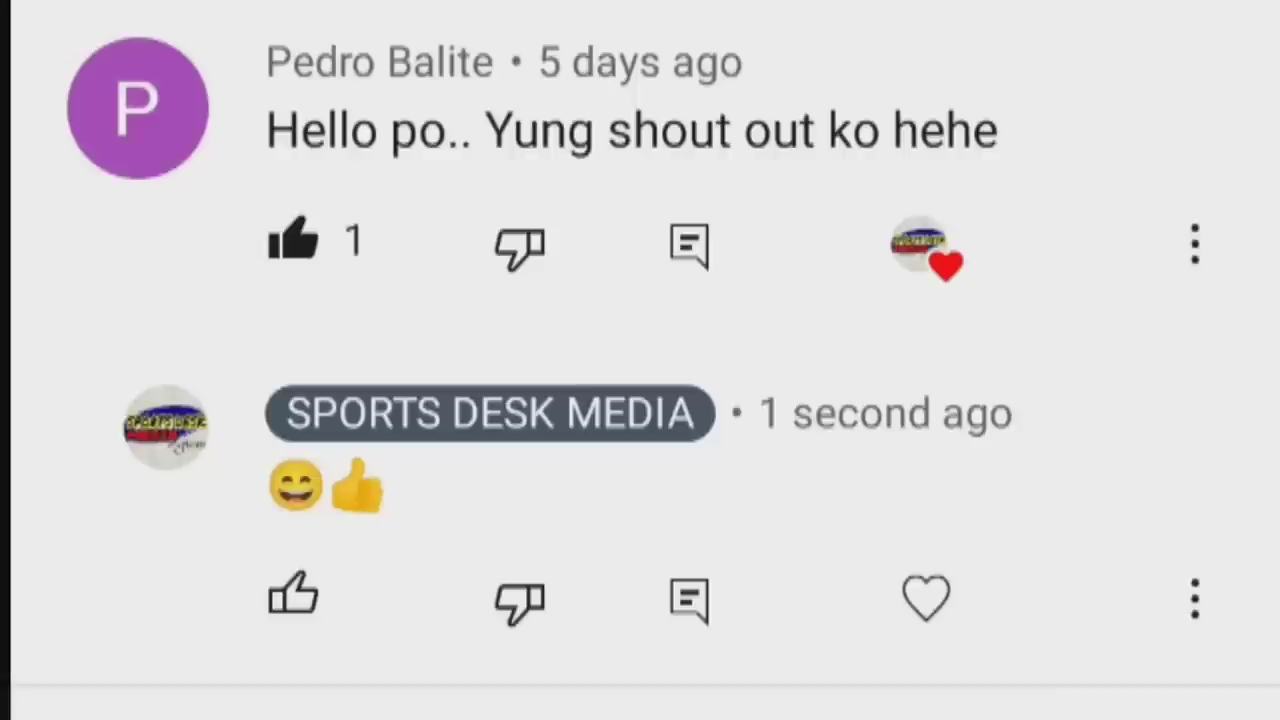 P
Pedro Balite • 5 days ago
Hello po.. Yung shout out ko hehe
1
SPORTS DESK MEDIA • 1 second ago
😄👍